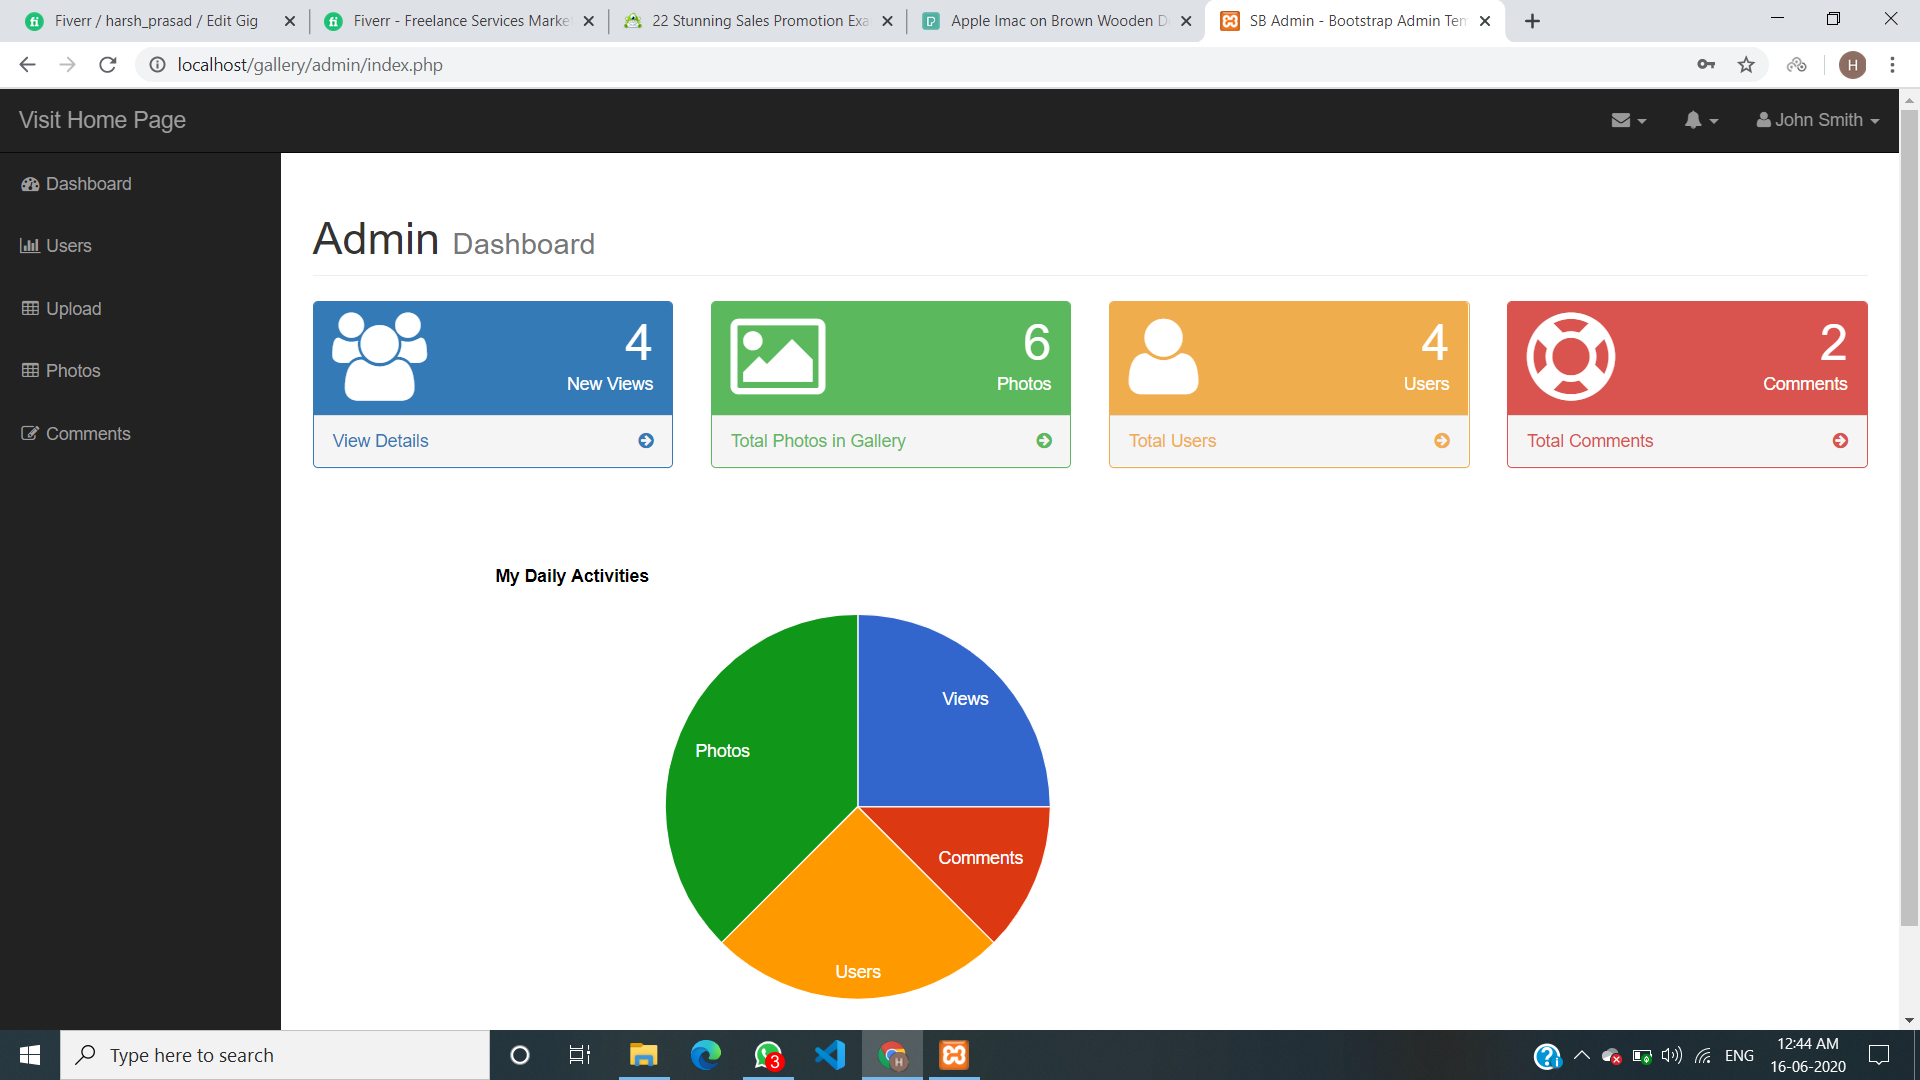 Fiverr / harsh_prasad / Edit Gig
Fiverr - Freelance Services Marke
22 Stunning Sales Promotion Exa
Apple Imac on Brown Wooden D
SB Admin - Bootstrap Admin Tem
localhost/gallery/admin/index.php
H
Visit Home Page
John Smith
Dashboard
Users
Upload
Photos
Comments
Admin Dashboard
4
New Views
View Details
6
Photos
Total Photos in Gallery
4
Users
Total Users
2
Comments
Total Comments
My Daily Activities
Views
Photos
Comments
Users
Type here to search
3
H
ENG
12:44 AM
16-06-2020